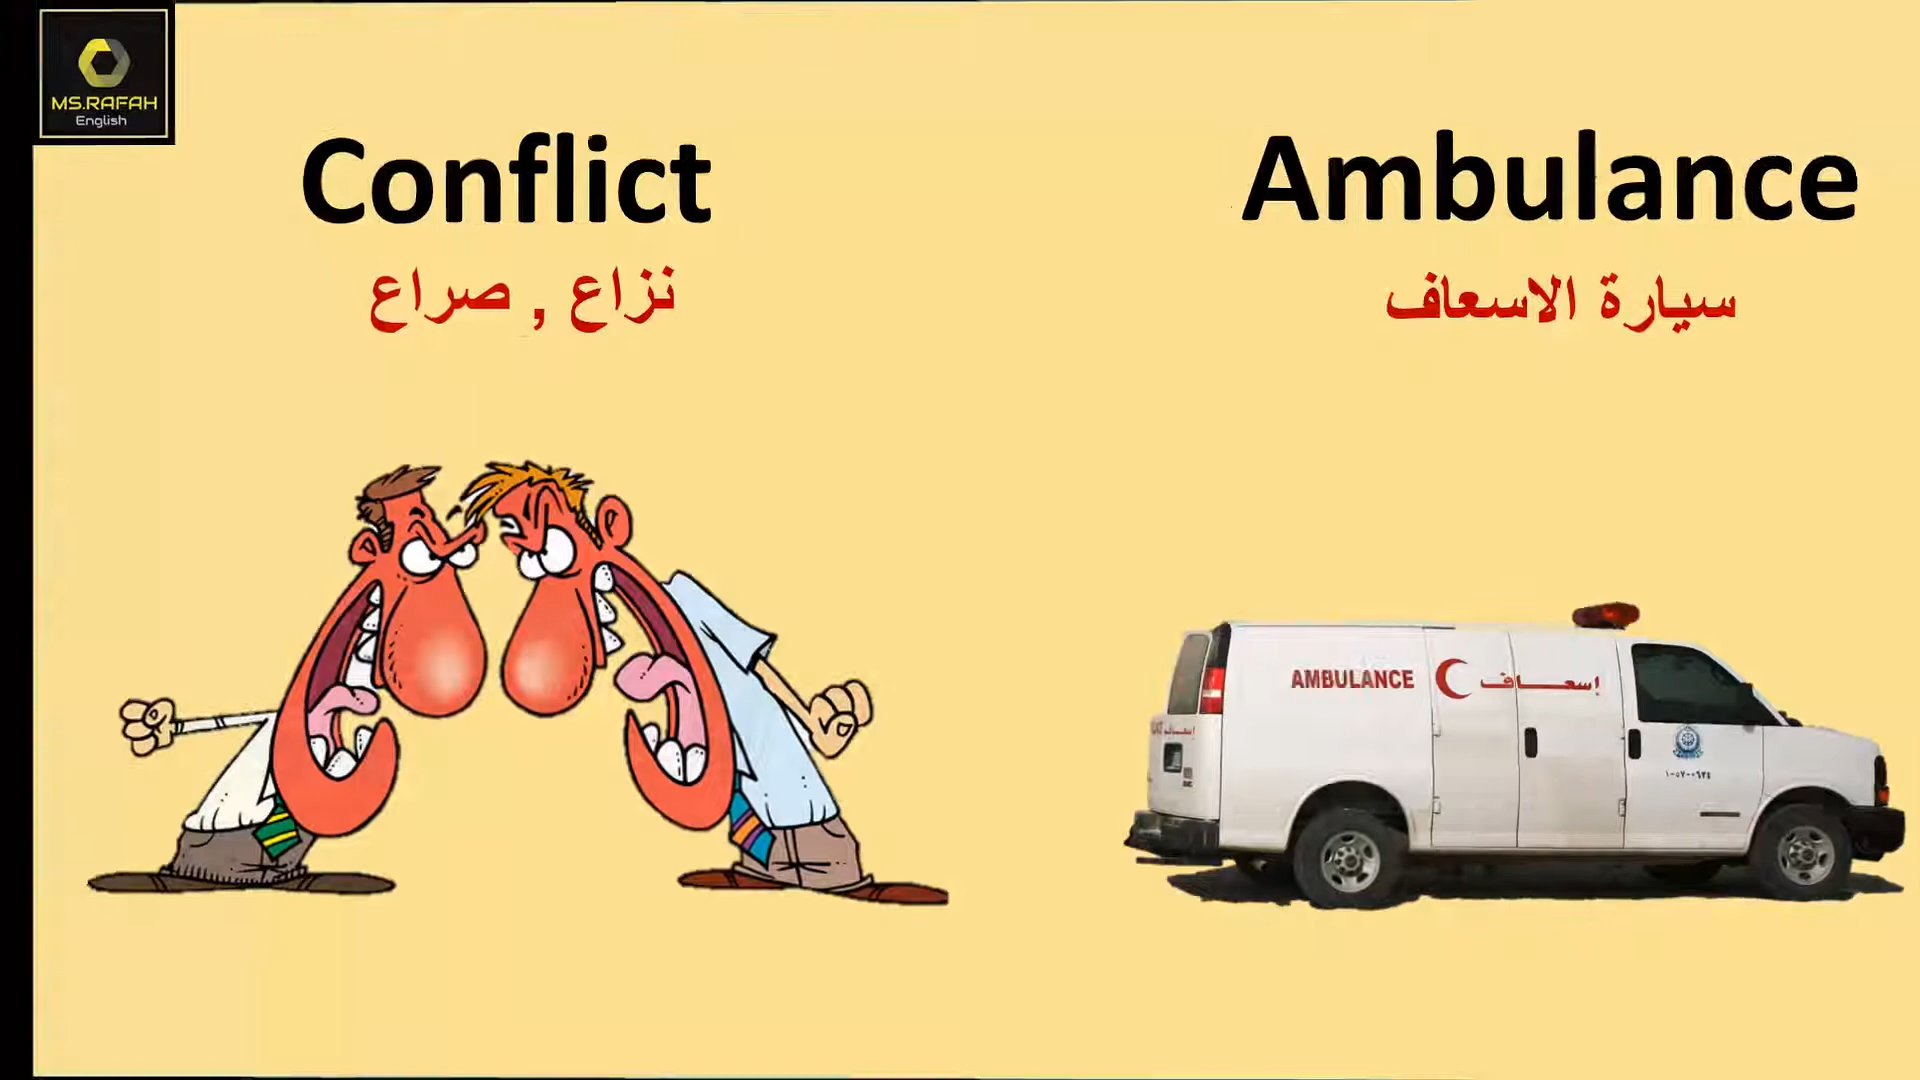 MS.RAFAH
English
Conflict
نزاع , صراع
Ambulance
سيارة الاسعاف
AMBULANCE
إسعاف